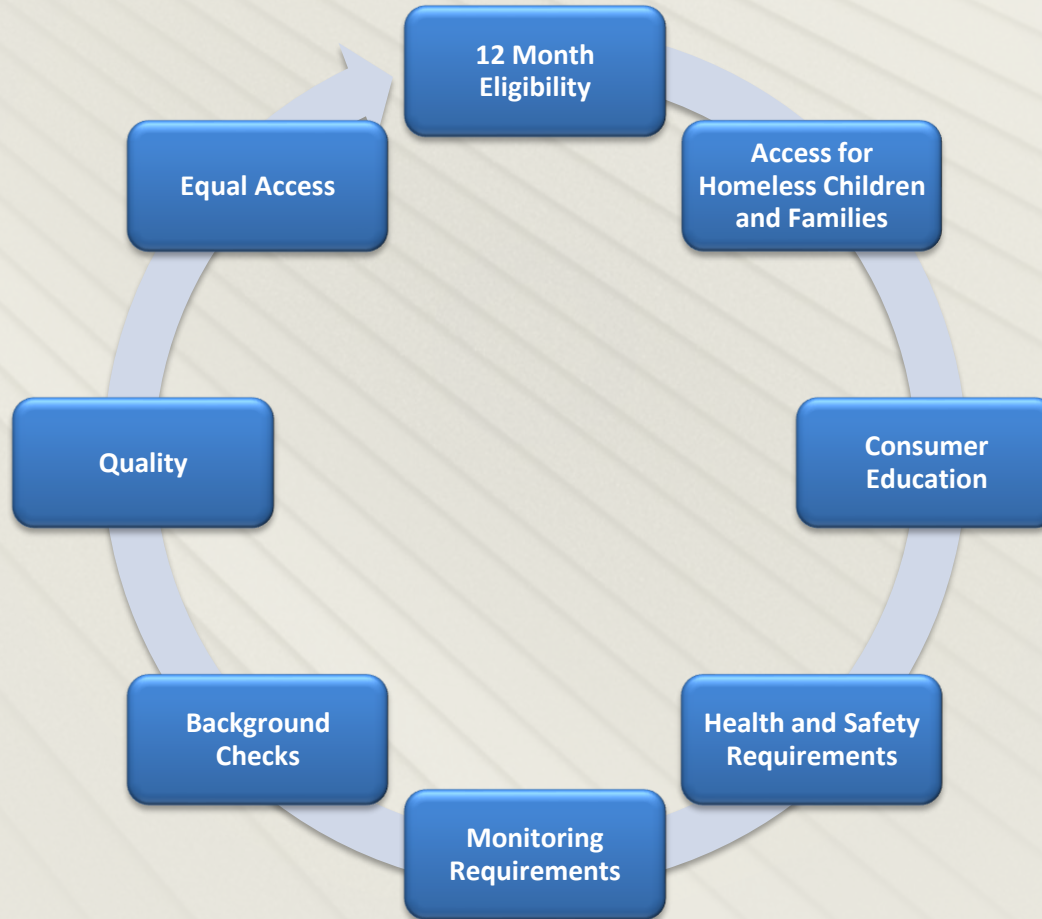 12 Month
Eligibility
Access for
Homeless Children
and Families
Consumer
Education
Health and Safety
Requirements
Monitoring
Requirements
Background
Checks
Quality
Equal Access